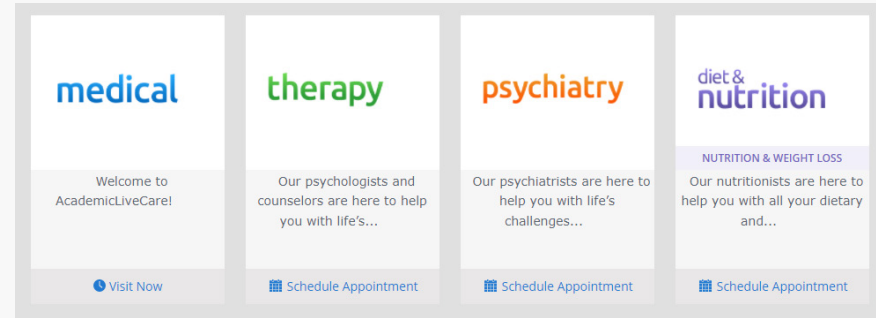 medical
Welcome to
AcademicLiveCare!
Visit Now
therapy
Our psychologists and
counselors are here to help
you with life's...
Schedule Appointment
psychiatry
Our psychiatrists are here to
help you with life's
challenges...
Schedule Appointment
diet &
nutrition
NUTRITION & WEIGHT LOSS
Our nutritionists are here to
help you with all your dietary
and...
Schedule Appointment